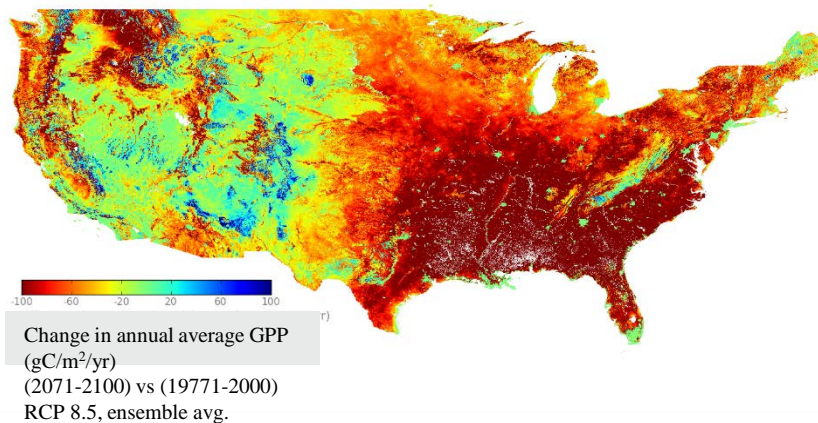 -100 -60 -20 20 60 100
r)
Change in annual average GPP
(gC/m²/yr)
(2071-2100) vs (19771-2000)
RCP 8.5, ensemble avg.